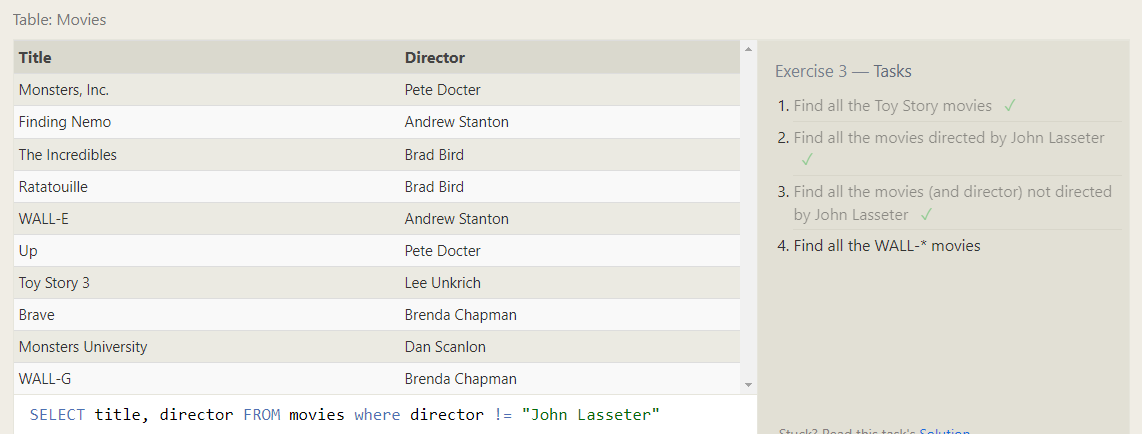 Table: Movies
Title Director
Monsters, Inc. Pete Docter
Finding Nemo Andrew Stanton
The Incredibles Brad Bird
Ratatouille Brad Bird
WALL-E Andrew Stanton
Up Pete Docter
Toy Story 3 Lee Unkrich
Brave Brenda Chapman
Monsters University Dan Scanlon
WALL-G Brenda Chapman
SELECT title, director FROM movies where director != "John Lasseter"
Exercise 3 — Tasks
1. Find all the Toy Story movies ✓
2. Find all the movies directed by John Lasseter
✓
3. Find all the movies (and director) not directed
by John Lasseter ✓
4. Find all the WALL-* movies
Stuck? Read this task's Solution